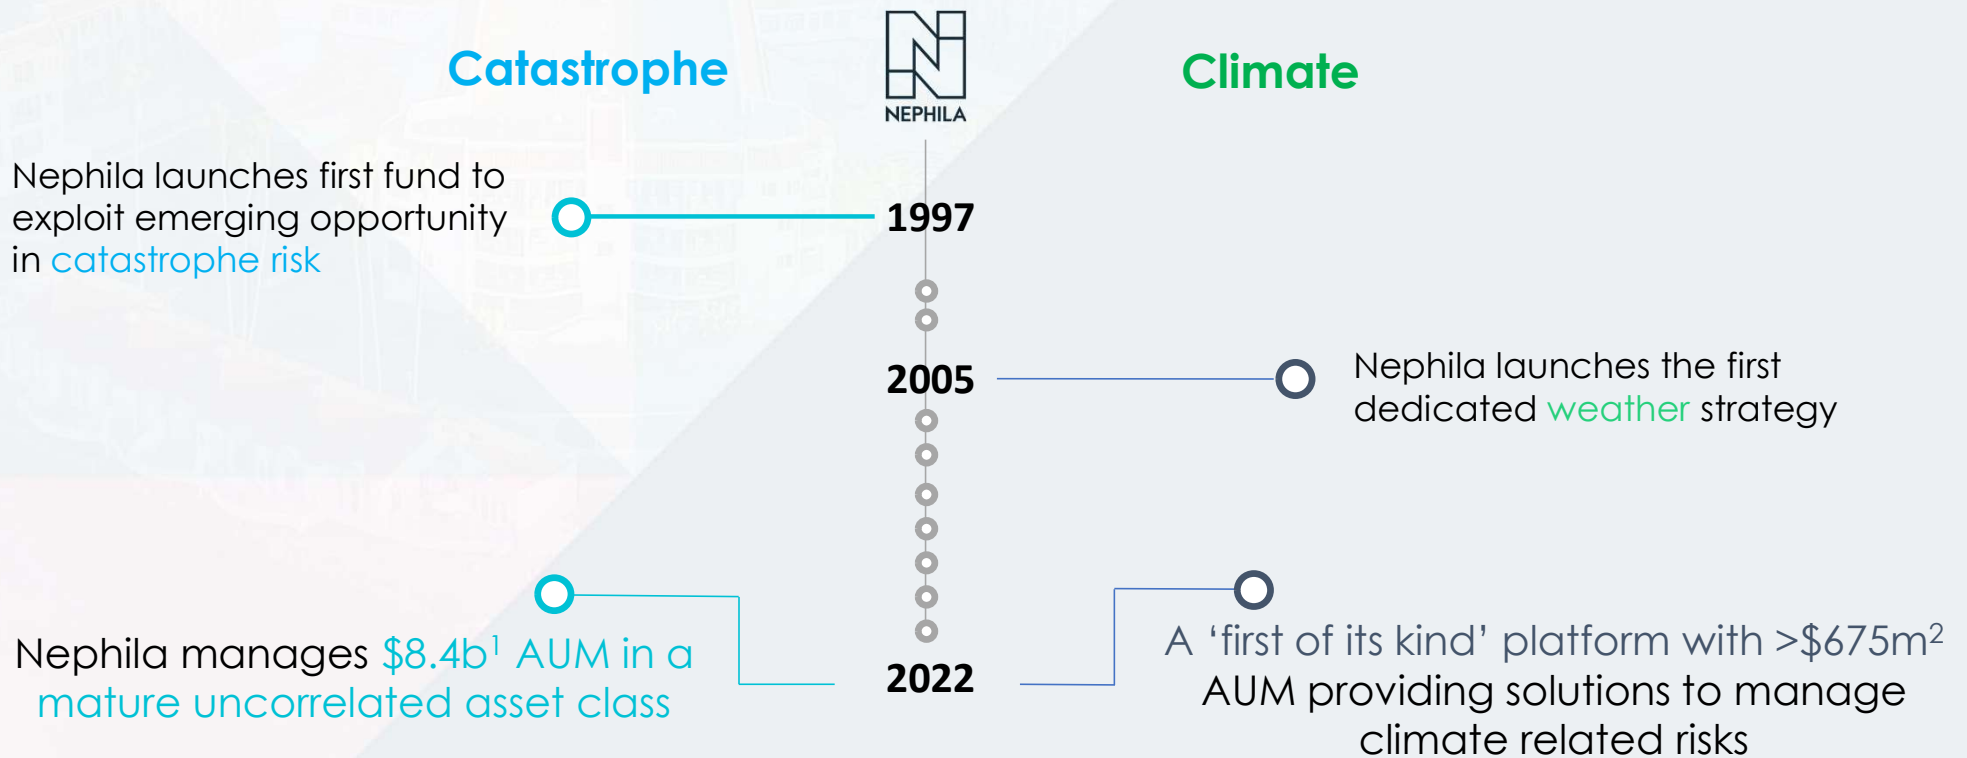 Catastrophe
NEPHILA
Climate
Nephila launches first fund to
exploit emerging opportunity
in catastrophe risk
1997
2005
Nephila launches the first
dedicated weather strategy
Nephila manages $8.4b¹ AUM in a
mature uncorrelated asset class
2022
A ‘first of its kind’ platform with >$675m²
AUM providing solutions to manage
climate related risks